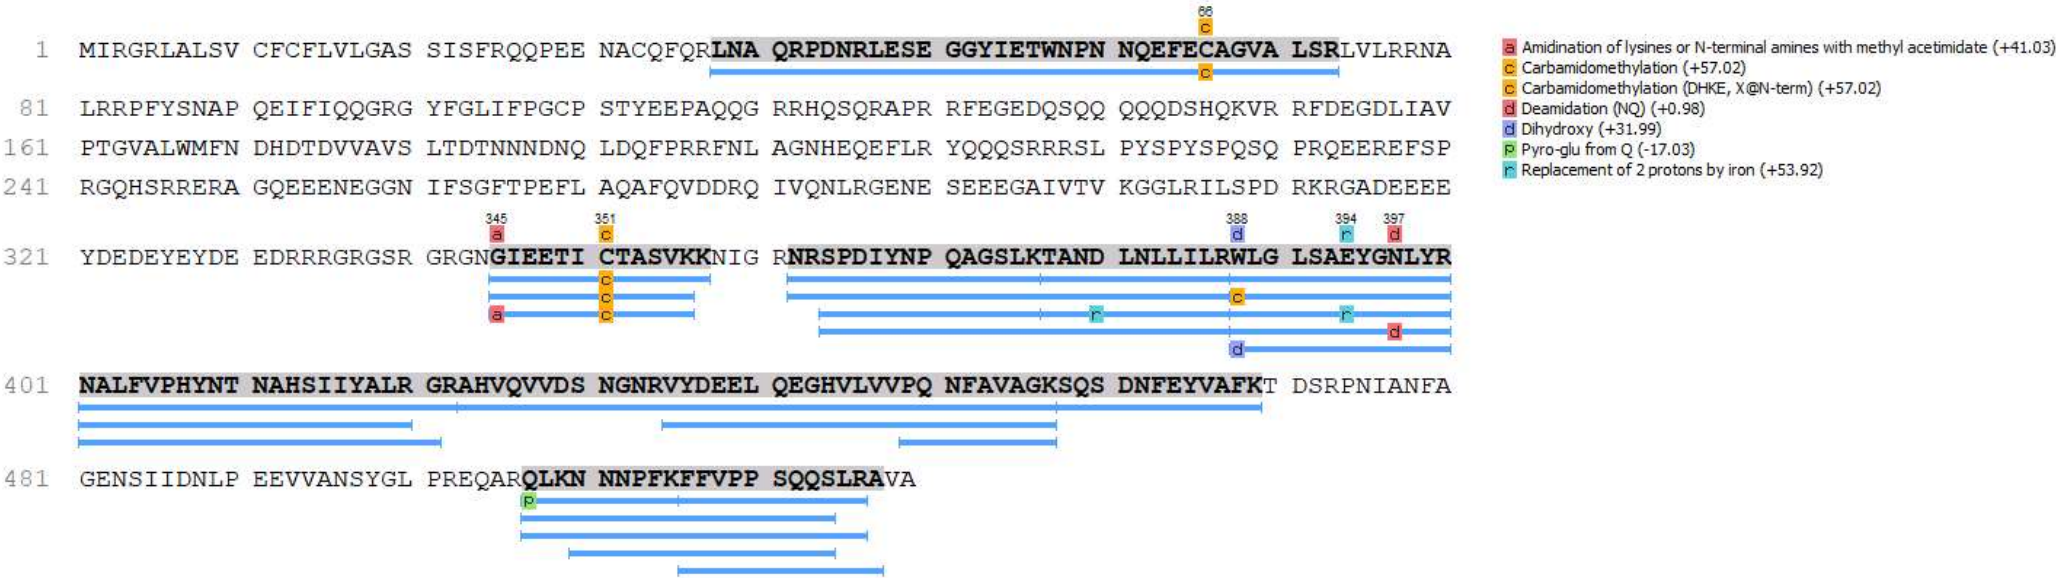 66
c
1 MIRGRLALSV CFCFLVLGAS SISFRQQPEE NACQFQRLNA QRPDNRLESE GGYIETWNPN NQEFECAGVA LSRLVLRRNA
c
81 LRRPFYSNAP QEIFIQQGRG YFGLIFPGCP STYEEPAQQG RRHQSQRAPR RFEGEDQSQQ QQQDSHQKVR RFDEGDLIAV
161 PTGVALWMFN DHDTDVVAVS LTDTNNNDNQ LDQFPRRFNL AGNHEQEFLR YQQQSRRRSL PYSPYSPQSQ PRQEEREFSP
241 RGQHSRRERA GQEEENEGGN IFSGFTPEFL AQAFQVDDRQ IVQNLRGENE SEEEGAIVTV KGGLRILSPD RKRGADEEEE
345 351 388 394 397
a c d r d
321 YDEDEYEYDE EDRRRGRGSR GRGNGIEETI CTASVKKNIG RNRSPDIYNP QAGSLKTAND LNLLILRWLG LSAEYGNLYR
c
c c
a c r r
d
d
401 NALFVPHYNT NAHSIIYALR GRAHVQVVDS NGNRVYDEEL QEGHVLVVPQ NFAVAGKSQS DNFEYVAFKT DSRPNIANFA
481 GENSIIDNLP EEVVANSYGL PREQARQLKN NNPFKFFVPP SQQSLRAVA
p
a Amidination of lysines or N-terminal amines with methyl acetimidate (+41.03)
c Carbamidomethylation (+57.02)
c Carbamidomethylation (DHKE, X@N-term) (+57.02)
d Deamidation (NQ) (+0.98)
d Dihydroxy (+31.99)
p Pyro-glu from Q (-17.03)
r Replacement of 2 protons by iron (+53.92)